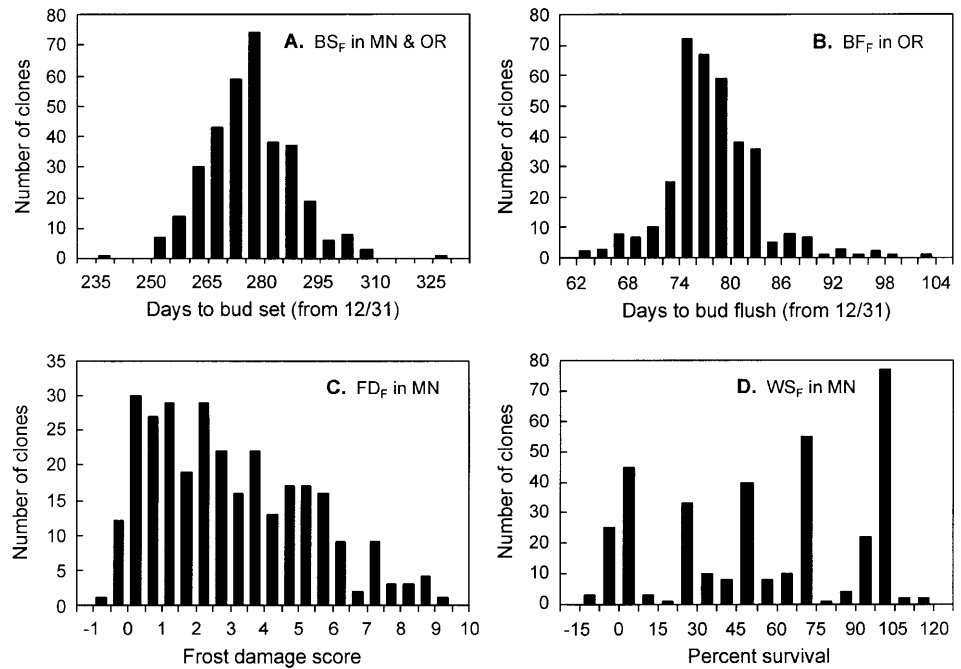 A. BSF in MN & OR
Number of clones
80
70
60
50
40
30
20
10
0
235 250 265 280 295 310 325
Days to bud set (from 12/31)
B. BFF in OR
Number of clones
80
70
60
50
40
30
20
10
0
62 68 74 80 86 92 98 104
Days to bud flush (from 12/31)
C. FDF in MN
Number of clones
35
30
25
20
15
10
5
0
-1 0 1 2 3 4 5 6 7 8 9 10
Frost damage score
D. WSF in MN
Number of clones
80
70
60
50
40
30
20
10
0
-15 0 15 30 45 60 75 90 105 120
Percent survival